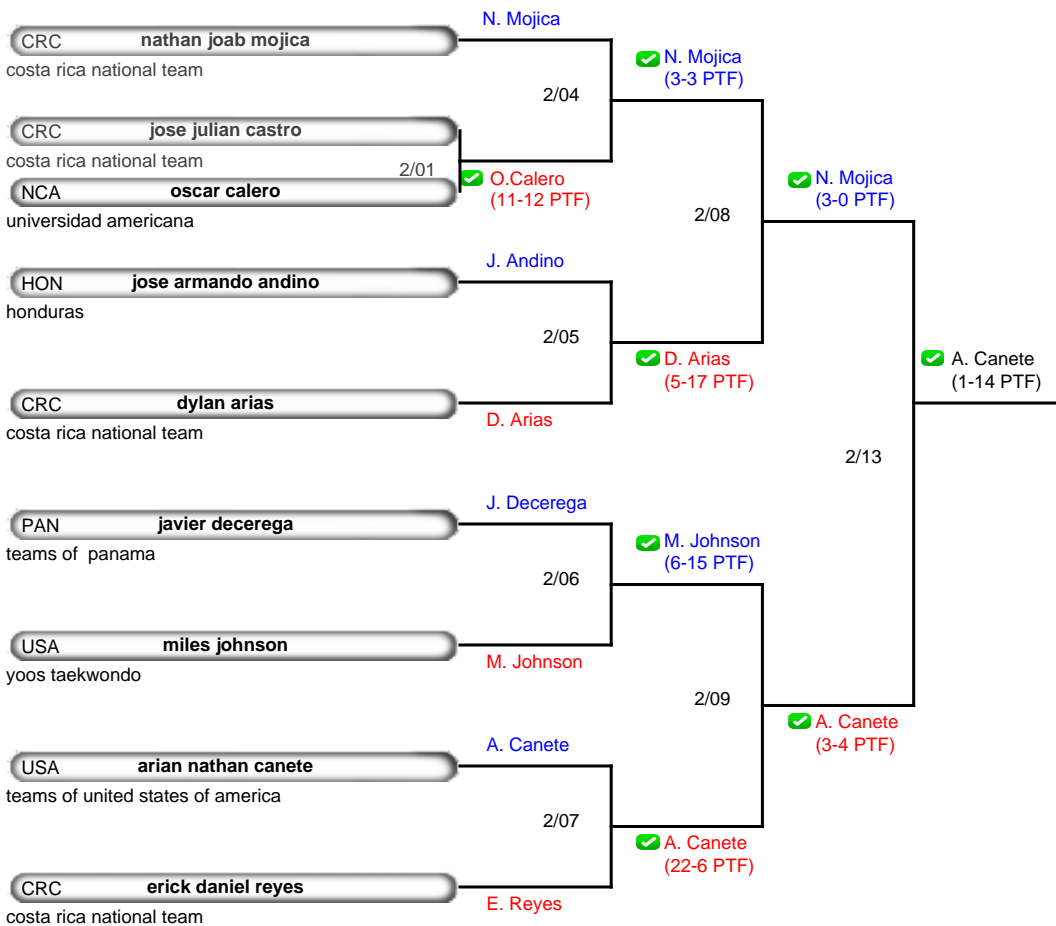 N. Mojica
CRC nathan joab mojica
costa rica national team
N. Mojica
(3-3 PTF)
2/04
CRC jose julian castro
costa rica national team
2/01
O.Calero
(11-12 PTF)
NCA oscar calero
universidad americana
N. Mojica
(3-0 PTF)
2/08
J. Andino
HON jose armando andino
honduras
2/05
D. Arias
(5-17 PTF)
A. Canete
(1-14 PTF)
CRC dylan arias
D. Arias
costa rica national team
2/13
J. Decerega
PAN javier decerega
teams of  panama
M. Johnson
(6-15 PTF)
2/06
USA miles johnson
M. Johnson
yoos taekwondo
2/09
A. Canete
(3-4 PTF)
A. Canete
USA arian nathan canete
teams of united states of america
2/07
A. Canete
(22-6 PTF)
CRC erick daniel reyes
E. Reyes
costa rica national team